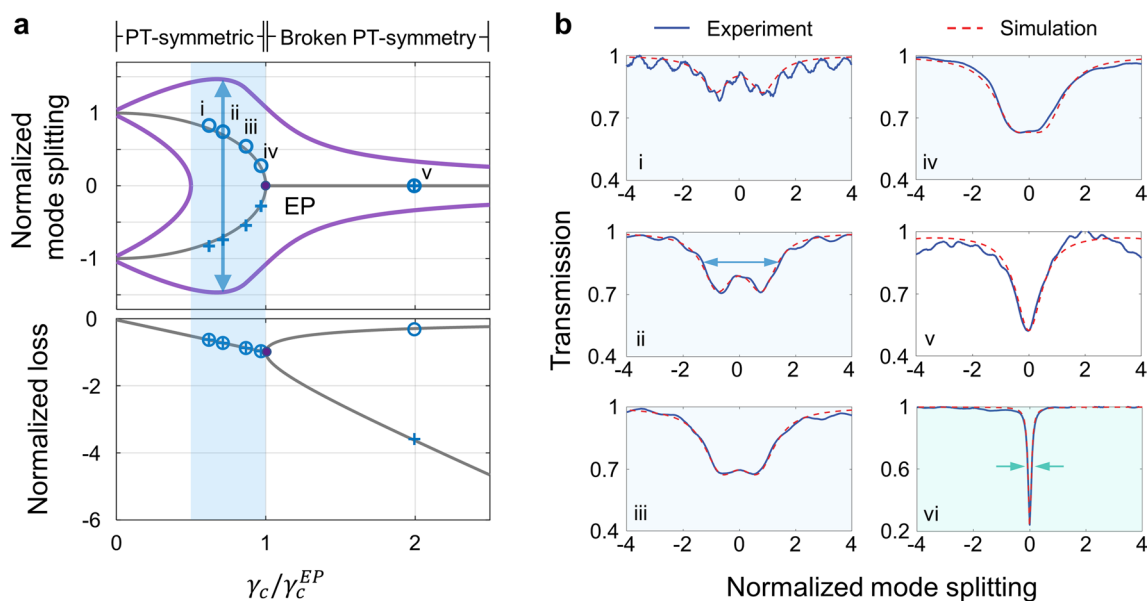 a
PT-symmetric Broken PT-symmetry
Normalized
mode splitting
1
0
-1
i
ii
iii
iv
v
EP
Normalized loss
0
-2
-4
-6
0 1 2
γ_c/γ_c^EP
b
Experiment Simulation
Transmission
1
0.7
0.4
i
-4 -2 0 2 4
1
0.7
0.4
iv
-4 -2 0 2 4
1
0.7
0.4
ii
-4 -2 0 2 4
1
0.7
0.4
v
-4 -2 0 2 4
1
0.7
0.4
iii
-4 -2 0 2 4
1
0.6
0.2
vi
-4 -2 0 2 4
Normalized mode splitting